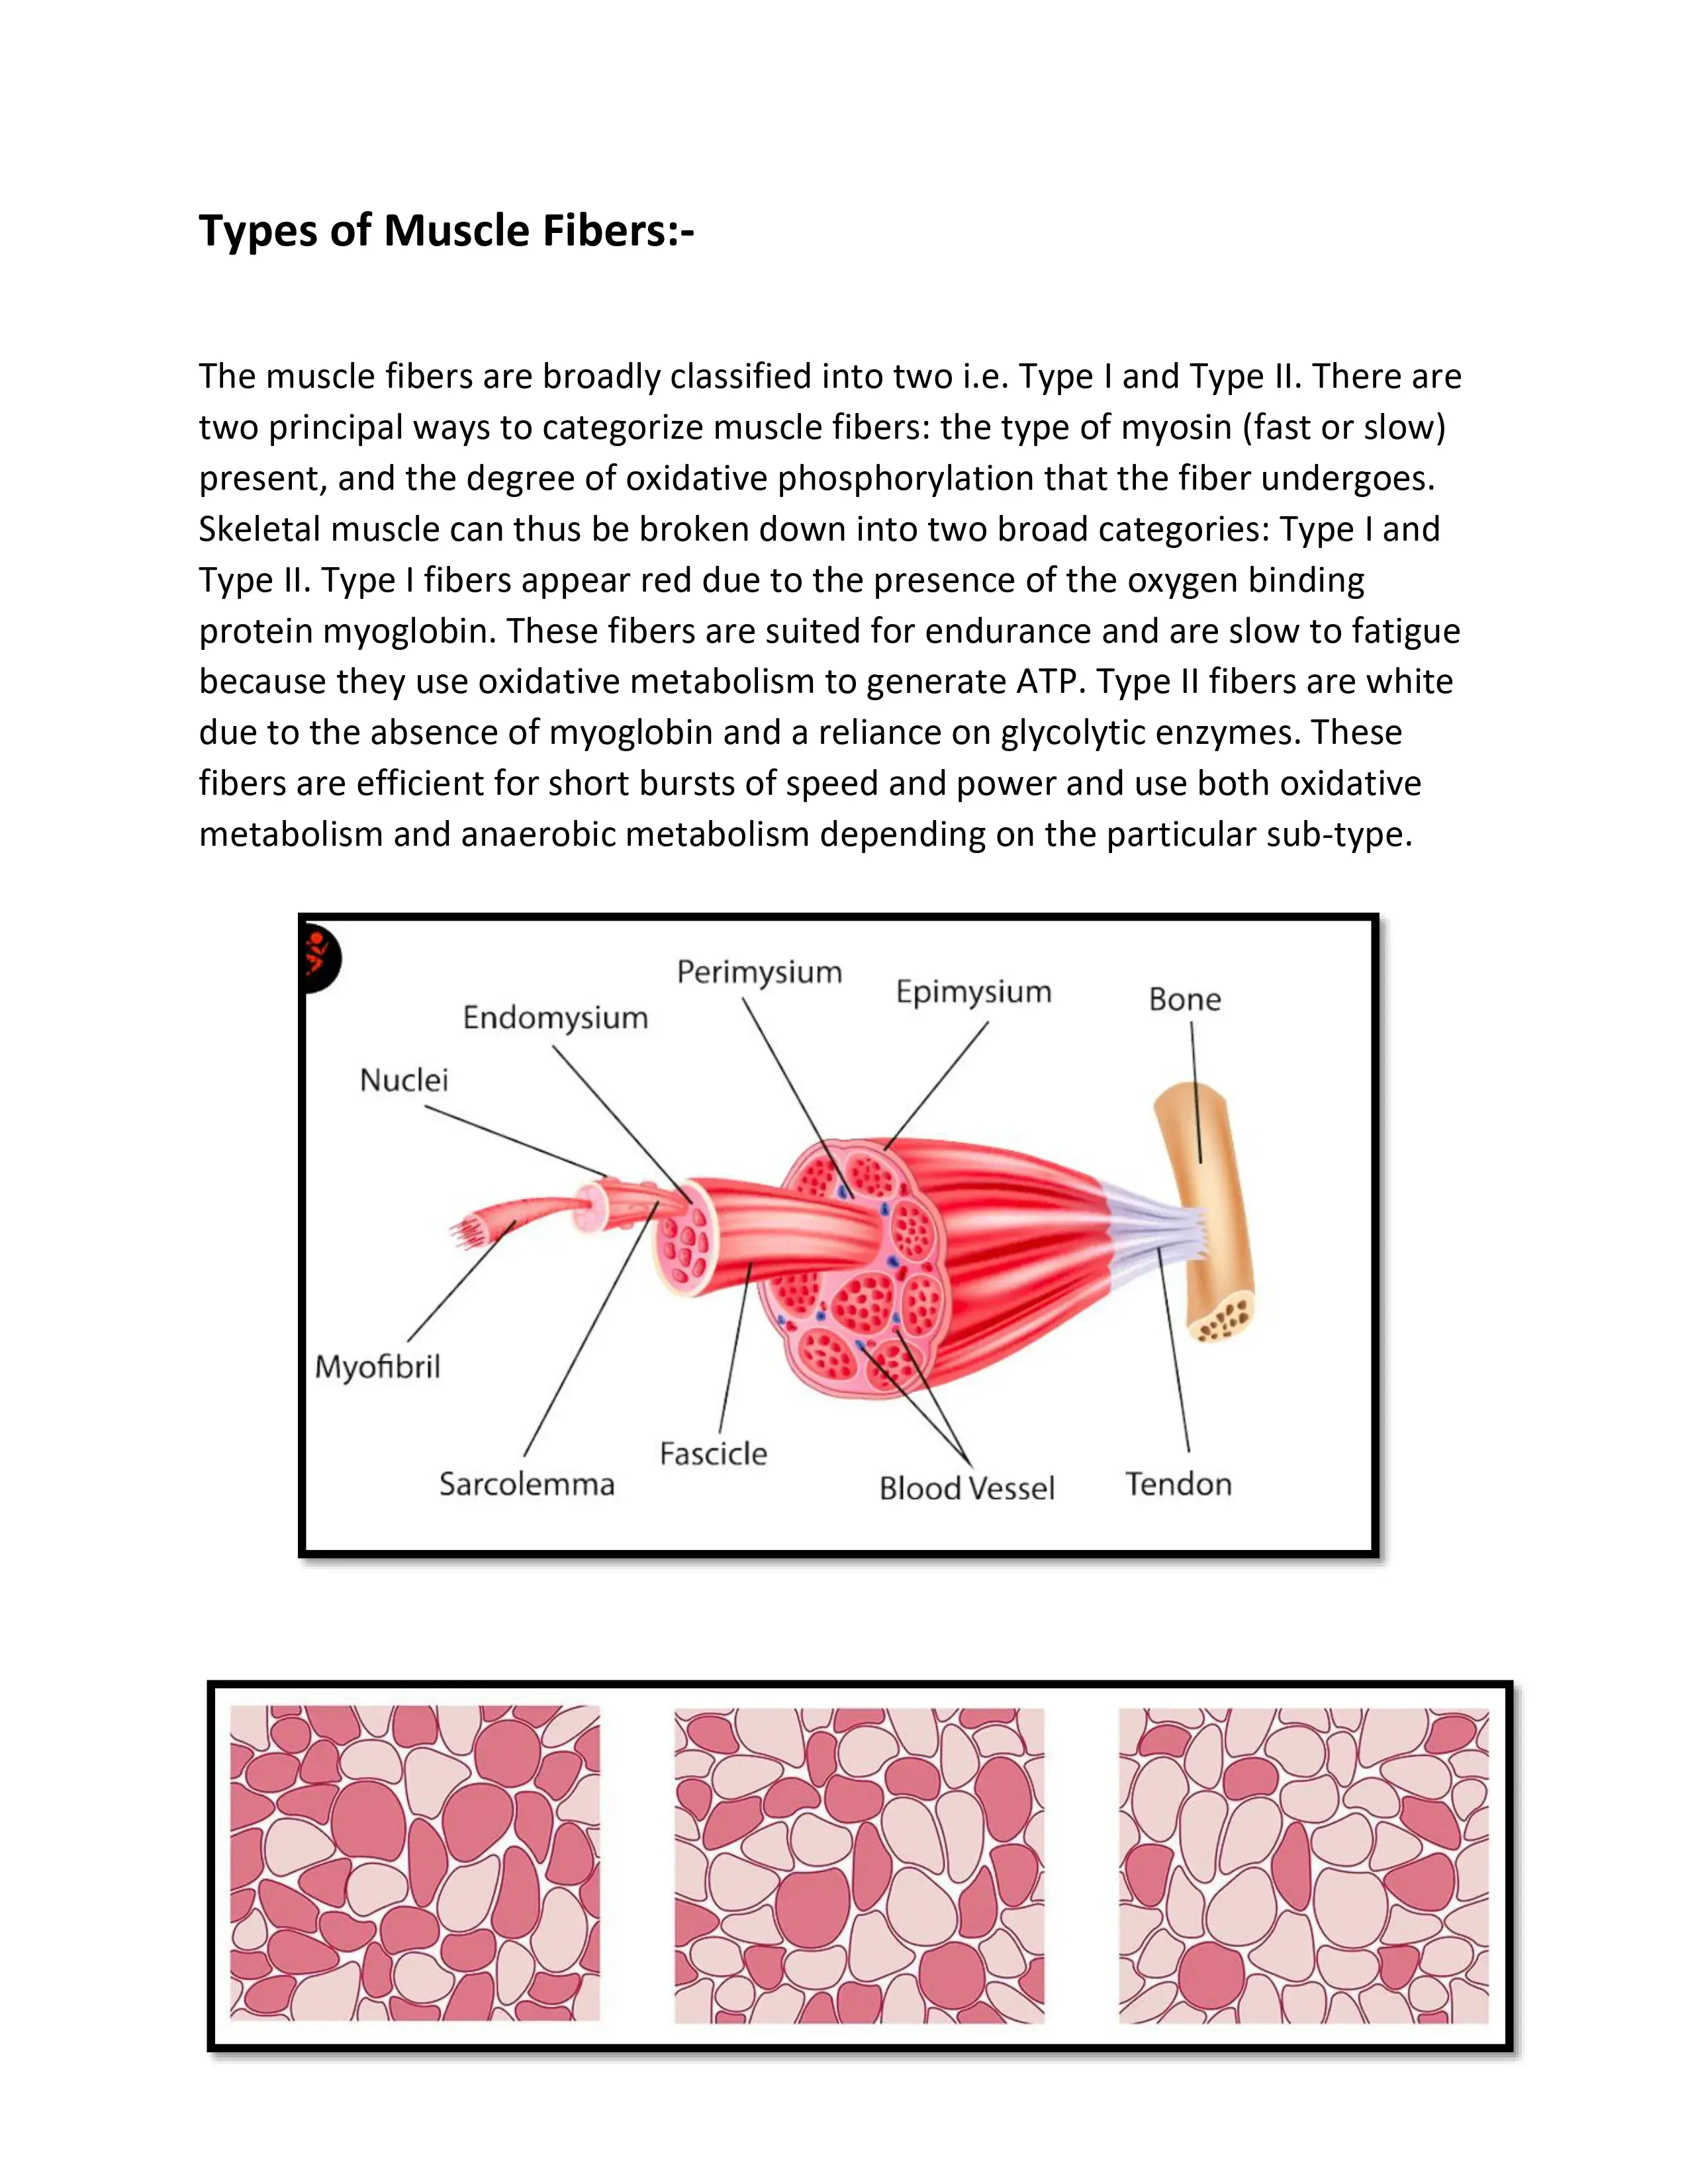 Types of Muscle Fibers:-
The muscle fibers are broadly classified into two i.e. Type I and Type II. There are
two principal ways to categorize muscle fibers: the type of myosin (fast or slow)
present, and the degree of oxidative phosphorylation that the fiber undergoes.
Skeletal muscle can thus be broken down into two broad categories: Type I and
Type II. Type I fibers appear red due to the presence of the oxygen binding
protein myoglobin. These fibers are suited for endurance and are slow to fatigue
because they use oxidative metabolism to generate ATP. Type II fibers are white
due to the absence of myoglobin and a reliance on glycolytic enzymes. These
fibers are efficient for short bursts of speed and power and use both oxidative
metabolism and anaerobic metabolism depending on the particular sub-type.
Perimysium
Epimysium
Bone
Endomysium
Nuclei
Myofibril
Fascicle
Sarcolemma
Blood Vessel
Tendon